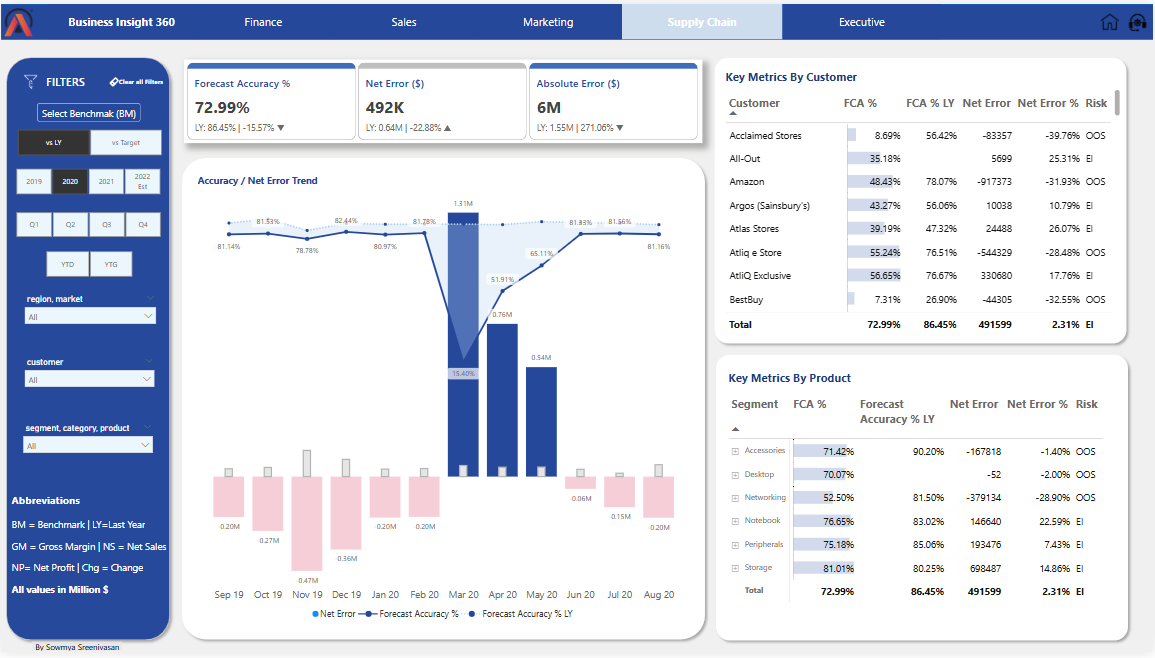 Business Insight 360 Finance Sales Marketing Supply Chain Executive
FILTERS Clear all Filters
Select Benchmak (BM)
vs LY vs Target
2019 2020 2021 2022 Est
Q1 Q2 Q3 Q4
YTD YTG
region, market
All
customer
All
segment, category, product
All
Abbreviations
BM = Benchmark | LY=Last Year
GM = Gross Margin | NS = Net Sales
NP= Net Profit | Chg = Change
All values in Million $
By Sowmya Sreenivasan
Forecast Accuracy %
72.99%
LY: 86.45% | -15.57% ▼
Net Error ($)
492K
LY: 0.64M | -22.88% ▲
Absolute Error ($)
6M
LY: 1.55M | 271.06% ▼
Accuracy / Net Error Trend
1.31M
81.53% 82.44% 81.78% 81.33% 81.56%
81.14% 78.78% 80.97% 81.16%
65.11%
51.91%
0.76M
0.54M
15.40%
-0.20M -0.27M -0.47M -0.36M -0.20M -0.20M -0.06M -0.15M -0.20M
Sep 19 Oct 19 Nov 19 Dec 19 Jan 20 Feb 20 Mar 20 Apr 20 May 20 Jun 20 Jul 20 Aug 20
Net Error Forecast Accuracy % Forecast Accuracy % LY
Key Metrics By Customer
Customer FCA % FCA % LY Net Error Net Error % Risk
Acclaimed Stores 8.69% 56.42% -83357 -39.76% OOS
All-Out 35.18% 5699 25.31% EI
Amazon 48.43% 78.07% -917373 -31.93% OOS
Argos (Sainsbury's) 43.27% 56.06% 10038 10.79% EI
Atlas Stores 39.19% 47.32% 24488 26.07% EI
Atliq e Store 55.24% 76.51% -544329 -28.48% OOS
AtliQ Exclusive 56.65% 76.67% 330680 17.76% EI
BestBuy 7.31% 26.90% -44305 -32.55% OOS
Total 72.99% 86.45% 491599 2.31% EI
Key Metrics By Product
Segment FCA % Forecast Net Error Net Error % Risk
Accuracy % LY
Accessories 71.42% 90.20% -167818 -1.40% OOS
Desktop 70.07% -52 -2.00% OOS
Networking 52.50% 81.50% -379134 -28.90% OOS
Notebook 76.65% 83.02% 146640 22.59% EI
Peripherals 75.18% 85.06% 193476 7.43% EI
Storage 81.01% 80.25% 698487 14.86% EI
Total 72.99% 86.45% 491599 2.31% EI